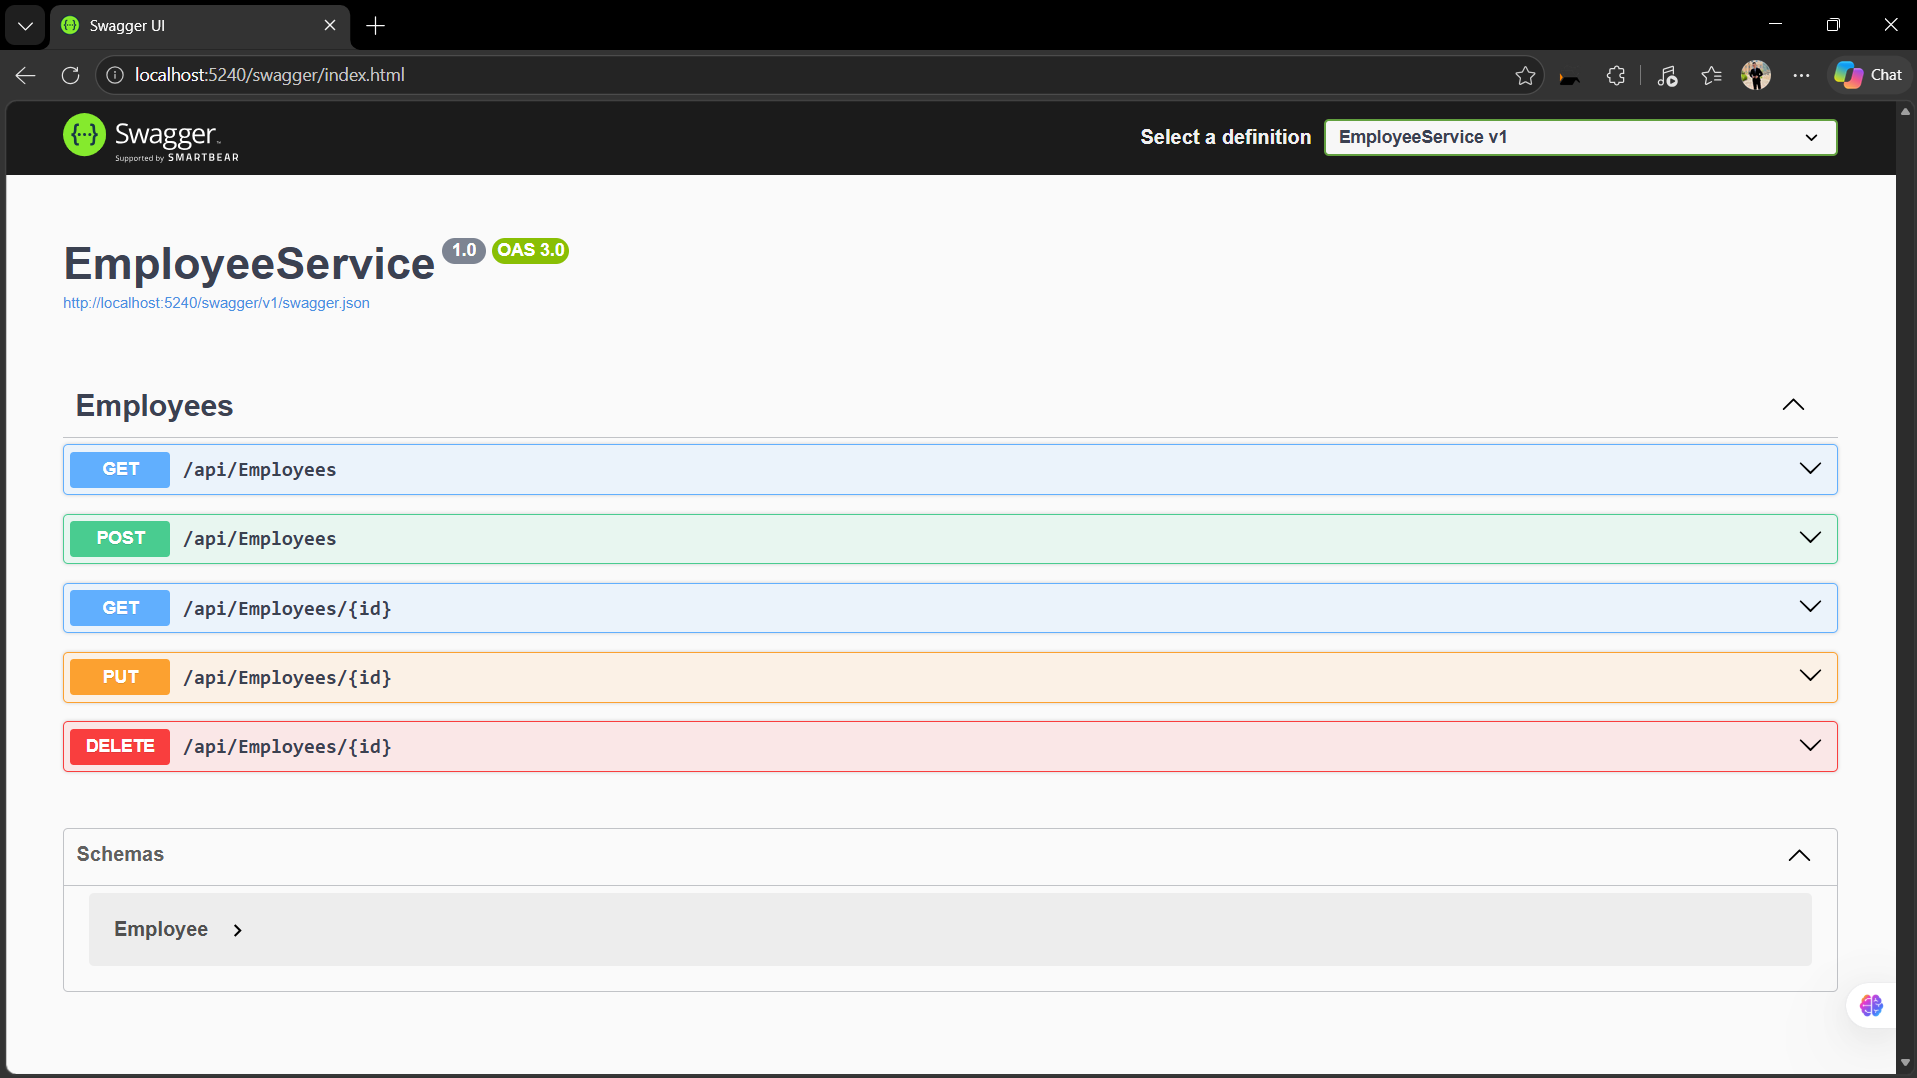 Swagger UI
localhost:5240/swagger/index.html
Chat
Swagger
Supported by SMARTBEAR
Select a definition
EmployeeService v1
EmployeeService 1.0 OAS 3.0
http://localhost:5240/swagger/v1/swagger.json
Employees
GET /api/Employees
POST /api/Employees
GET /api/Employees/{id}
PUT /api/Employees/{id}
DELETE /api/Employees/{id}
Schemas
Employee